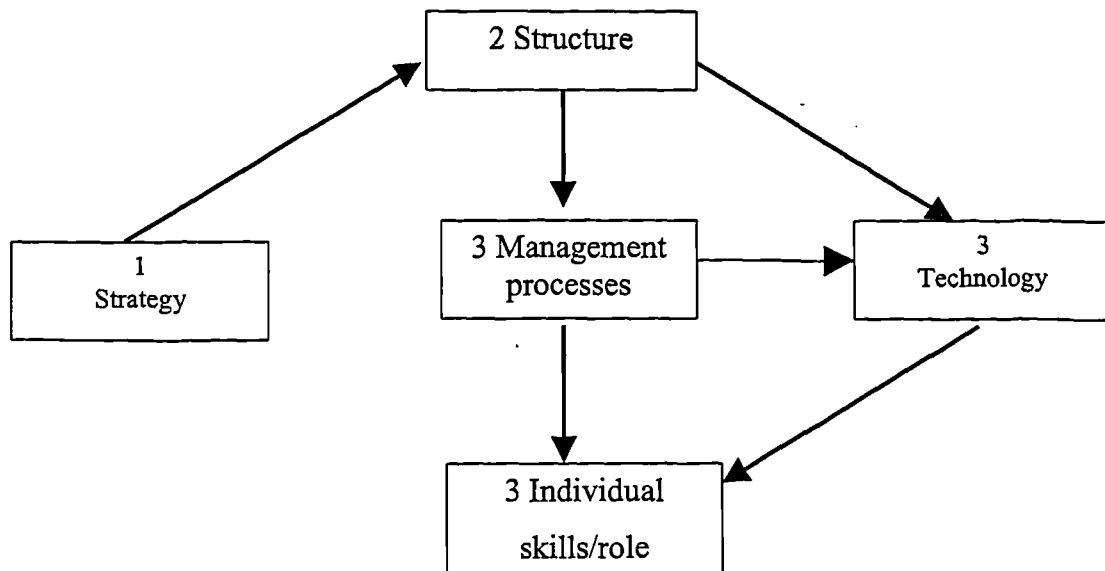 2 Structure
1
Strategy
3 Management
processes
3
Technology
3 Individual
skills/role